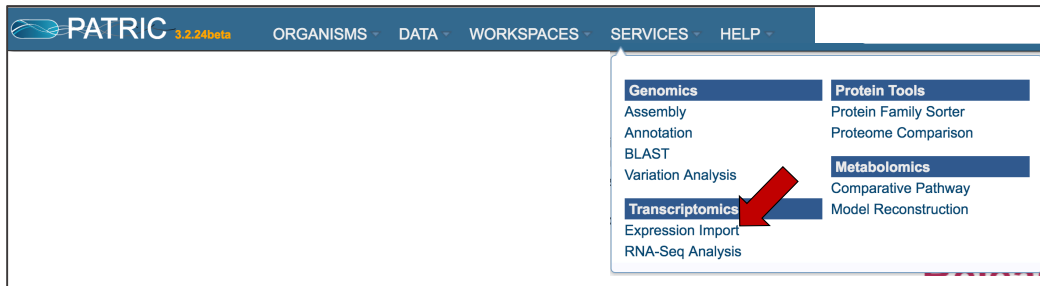 PATRIC 3.2.24beta ORGANISMS DATA WORKSPACES SERVICES HELP
Genomics
Assembly
Annotation
BLAST
Variation Analysis
Transcriptomics
Expression Import
RNA-Seq Analysis
Protein Tools
Protein Family Sorter
Proteome Comparison
Metabolomics
Comparative Pathway
Model Reconstruction